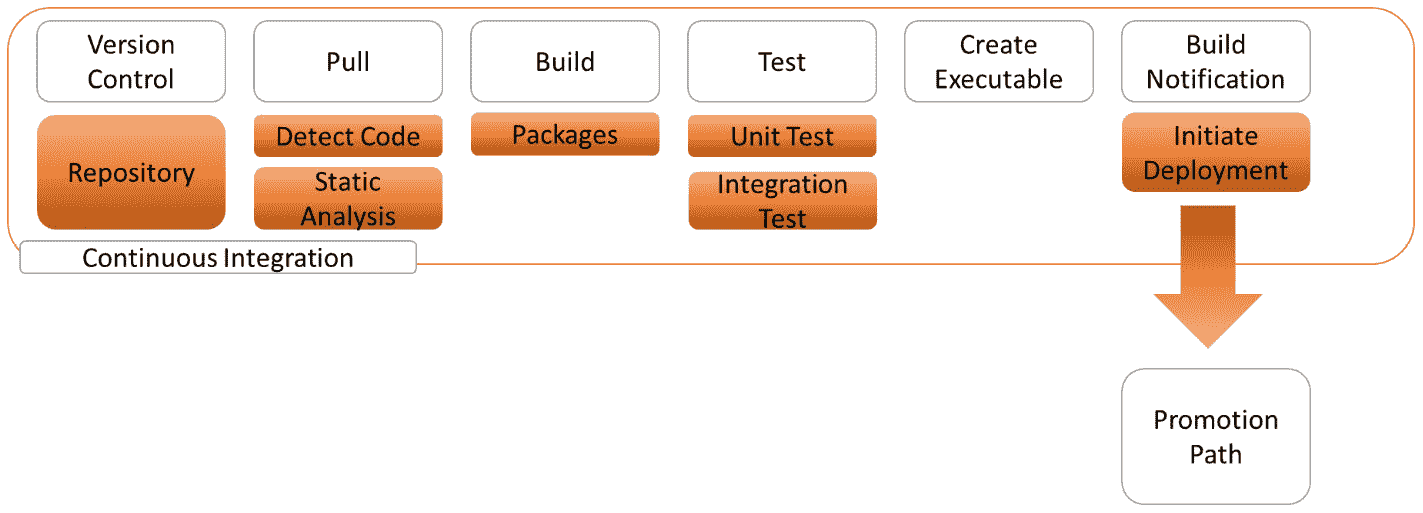 Version
Control
Pull
Build
Test
Create
Executable
Build
Notification
Repository
Detect Code
Static
Analysis
Packages
Unit Test
Integration
Test
Initiate
Deployment
Continuous Integration
Promotion
Path